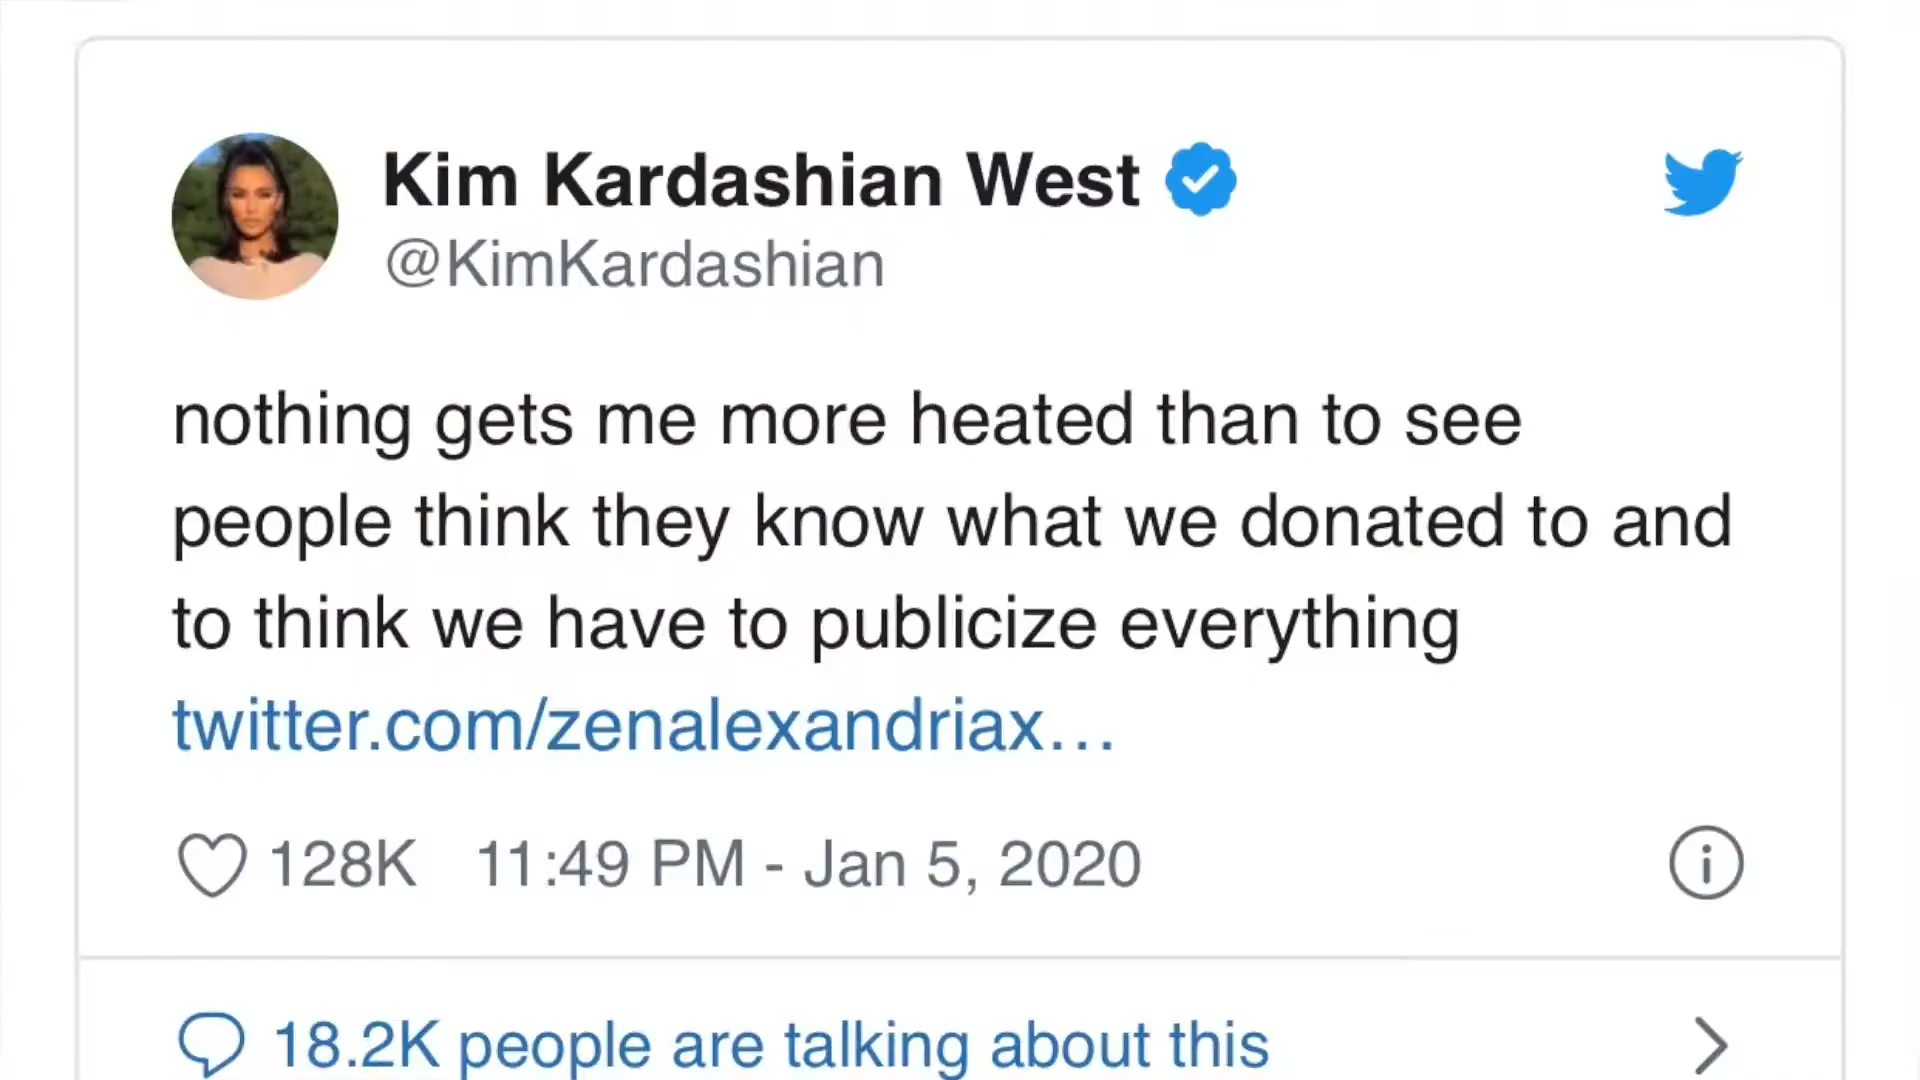 Kim Kardashian West
@KimKardashian
nothing gets me more heated than to see
people think they know what we donated to and
to think we have to publicize everything
twitter.com/zenalexandriax…
128K 11:49 PM - Jan 5, 2020
18.2K people are talking about this